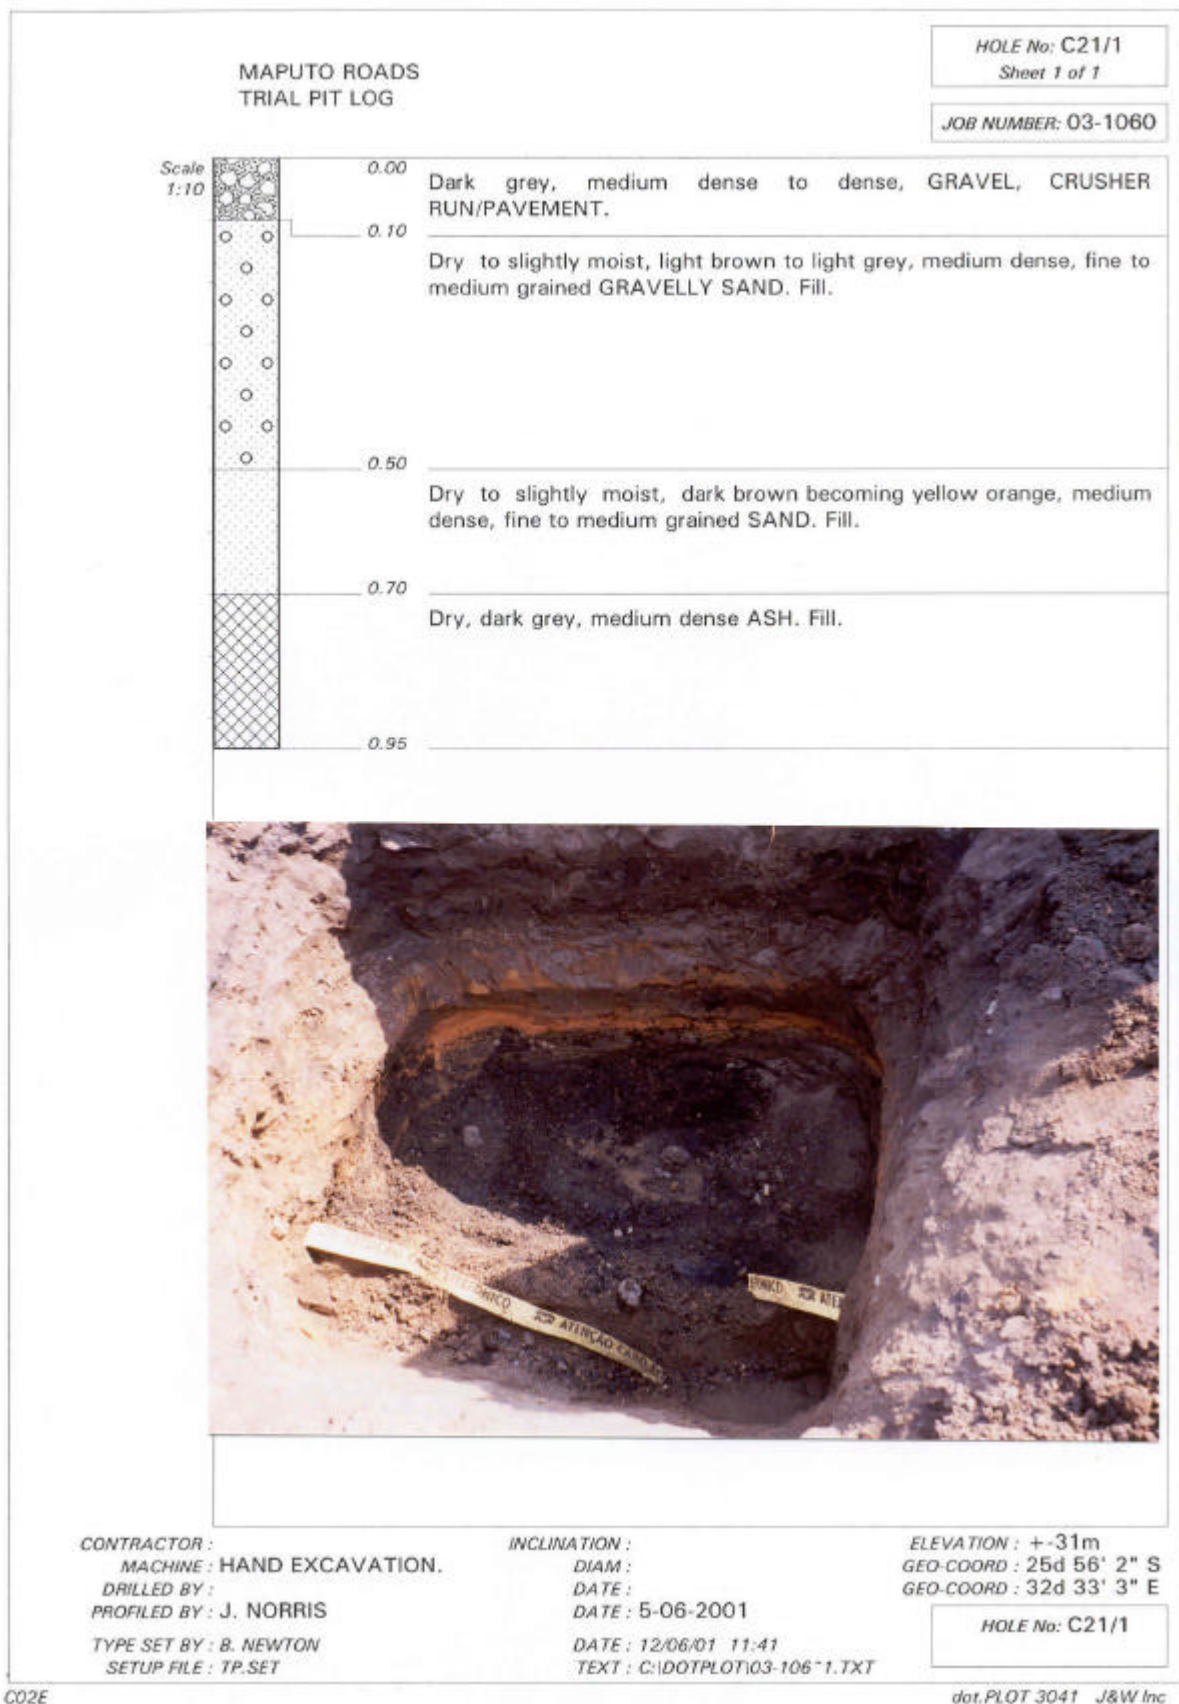 HOLE No: C21/1
Sheet 1 of 1
MAPUTO ROADS
TRIAL PIT LOG
JOB NUMBER: 03-1060
Scale
1:10
0.00
Dark grey, medium dense to dense, GRAVEL, CRUSHER
RUN/PAVEMENT.
0.10
Dry to slightly moist, light brown to light grey, medium dense, fine to
medium grained GRAVELLY SAND. Fill.
0.50
Dry to slightly moist, dark brown becoming yellow orange, medium
dense, fine to medium grained SAND. Fill.
0.70
Dry, dark grey, medium dense ASH. Fill.
0.95
ATENÇÃO
CONTRACTOR :
MACHINE : HAND EXCAVATION.
DRILLED BY :
PROFILED BY : J. NORRIS
TYPE SET BY : B. NEWTON
SETUP FILE : TP.SET
INCLINATION :
DIAM :
DATE :
DATE : 5-06-2001
DATE : 12/06/01 11:41
TEXT : C:\DOTPLOT\03-106~1.TXT
ELEVATION : +-31m
GEO-COORD : 25d 56' 2" S
GEO-COORD : 32d 33' 3" E
HOLE No: C21/1
C02E
dot.PLOT 3041 J&W Inc